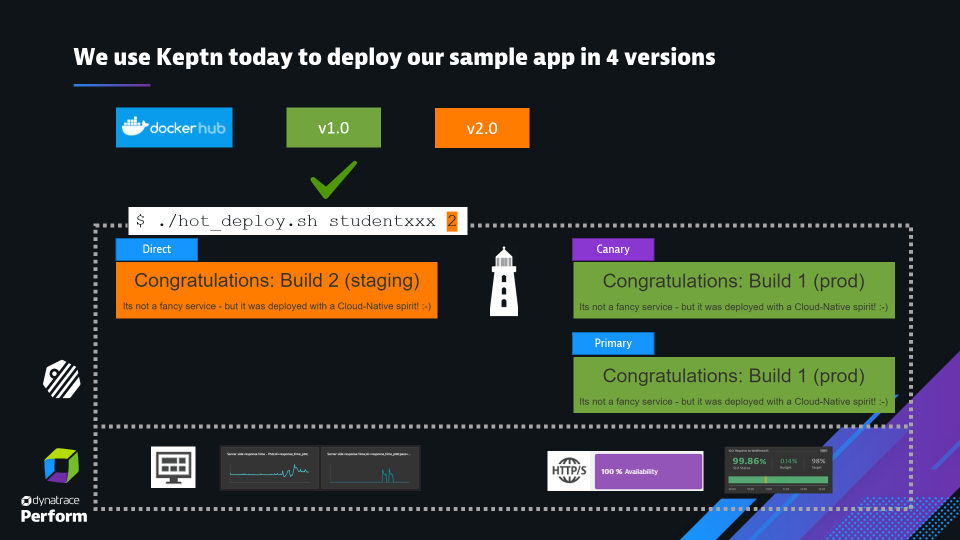 We use Keptn today to deploy our sample app in 4 versions
docker hub
v1.0
v2.0
$ ./hot_deploy.sh studentxxx 2
Direct
Congratulations: Build 2 (staging)
Its not a fancy service - but it was deployed with a Cloud-Native spirit! :-)
Canary
Congratulations: Build 1 (prod)
Its not a fancy service - but it was deployed with a Cloud-Native spirit! :-)
Primary
Congratulations: Build 1 (prod)
Its not a fancy service - but it was deployed with a Cloud-Native spirit! :-)
HTTP/S
100 % Availability
99.86%
0.14%
98%
Status
Budget
Target
dynatrace
Perform